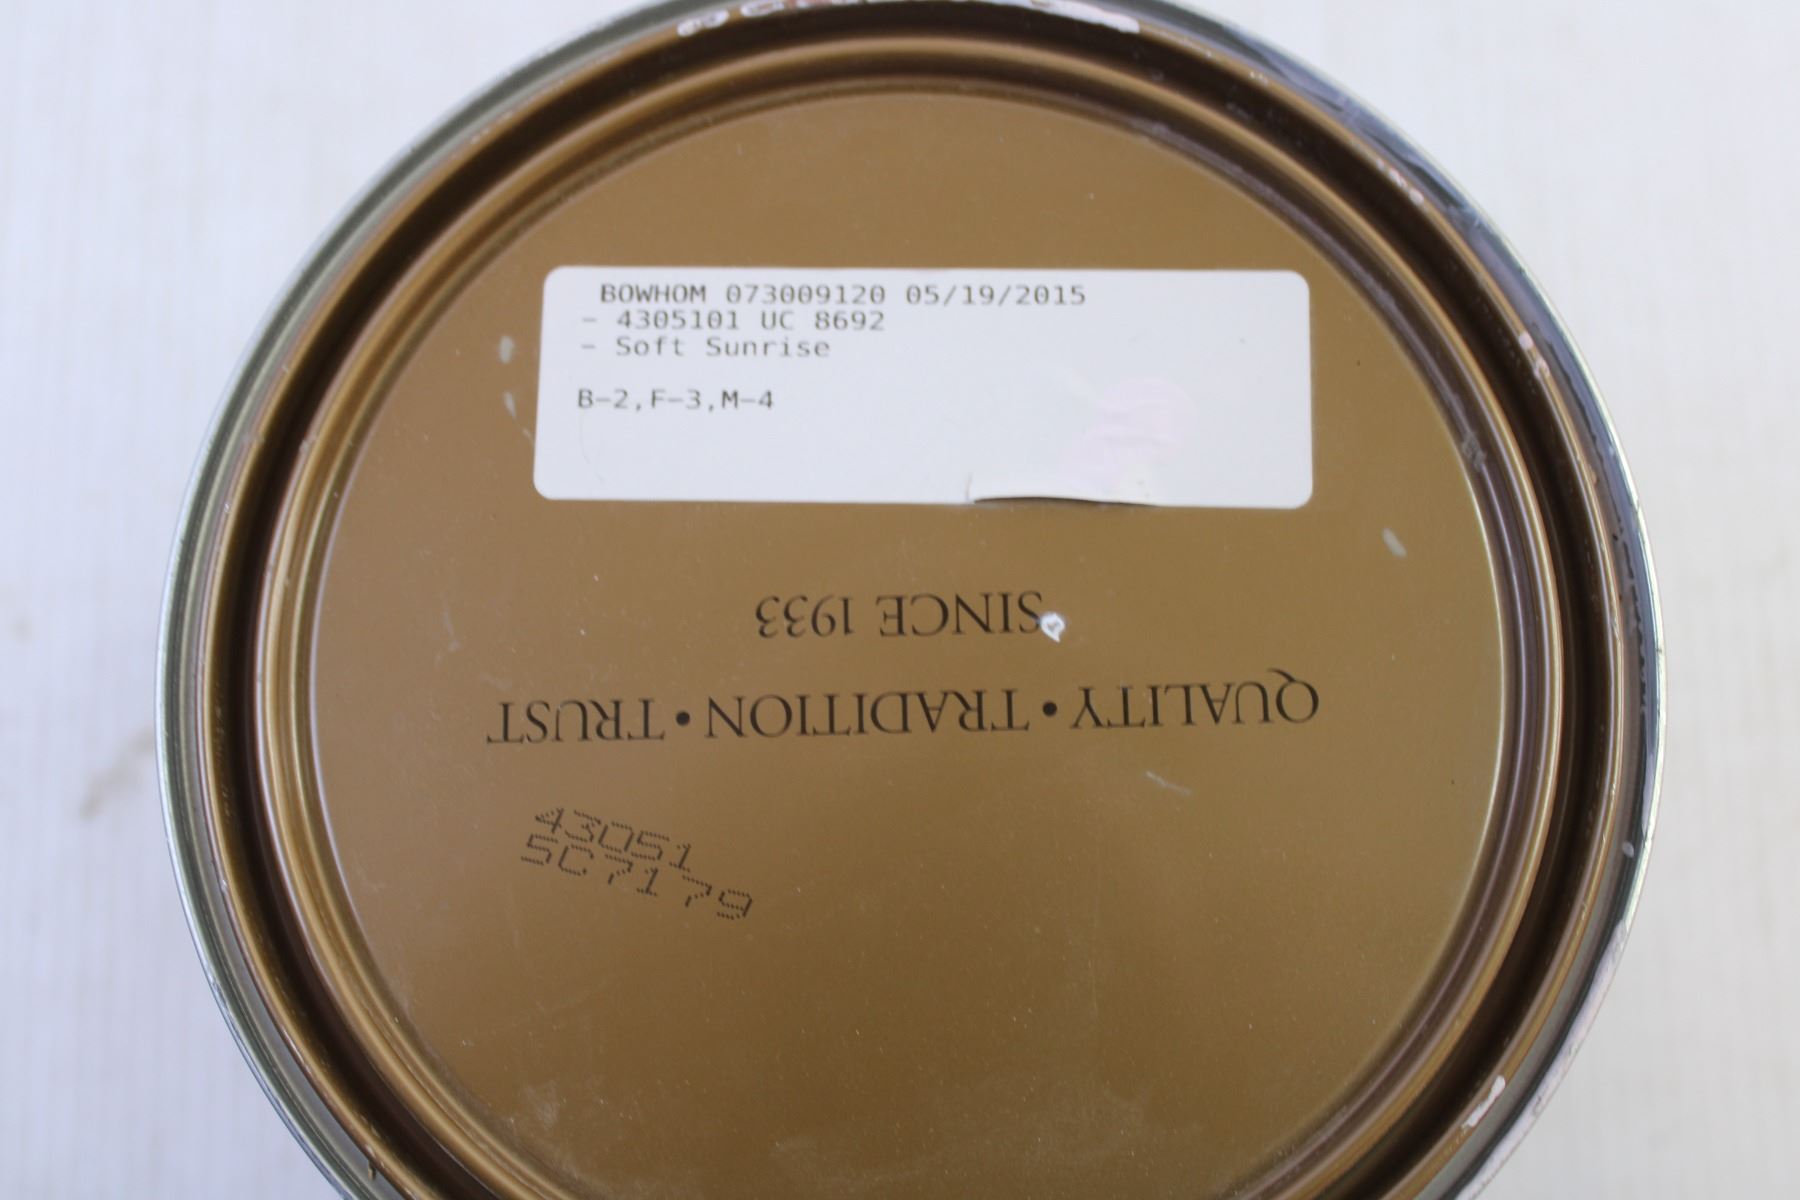 BOWHOM 073009120 05/19/2015
- 4305101 UC 8692
- Soft Sunrise
B-2,F-3,M-4
SINCE 1933
QUALITY • TRADITION • TRUST
43051
5C7179